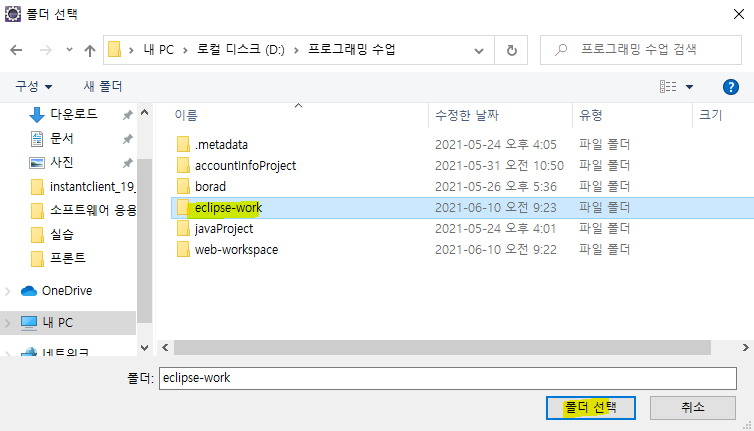 폴더 선택
내 PC > 로컬 디스크 (D:) > 프로그래밍 수업
프로그래밍 수업 검색
구성
새 폴더
다운로드
문서
사진
instantclient_19_
소프트웨어 응용
실습
프론트
OneDrive
내 PC
네트워크
이름 수정한 날짜 유형 크기
.metadata 2021-05-24 오후 4:05 파일 폴더
accountInfoProject 2021-05-31 오전 10:50 파일 폴더
borad 2021-05-26 오후 5:36 파일 폴더
eclipse-work 2021-06-10 오전 9:23 파일 폴더
javaProject 2021-05-24 오후 4:01 파일 폴더
web-workspace 2021-06-10 오전 9:22 파일 폴더
폴더: eclipse-work
폴더 선택 취소